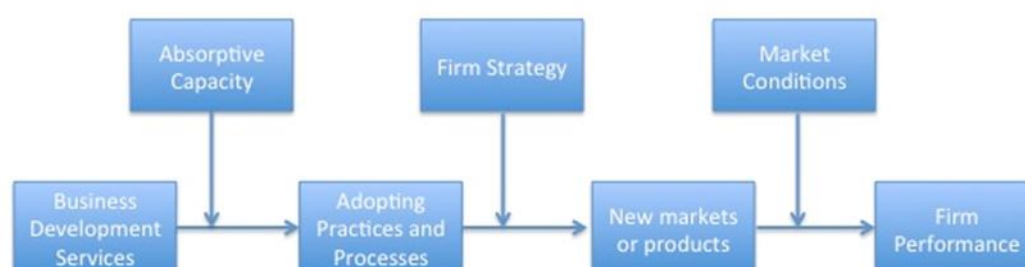 Absorptive
Capacity
Firm Strategy
Market
Conditions
Business
Development
Services
Adopting
Practices and
Processes
New markets
or products
Firm
Performance